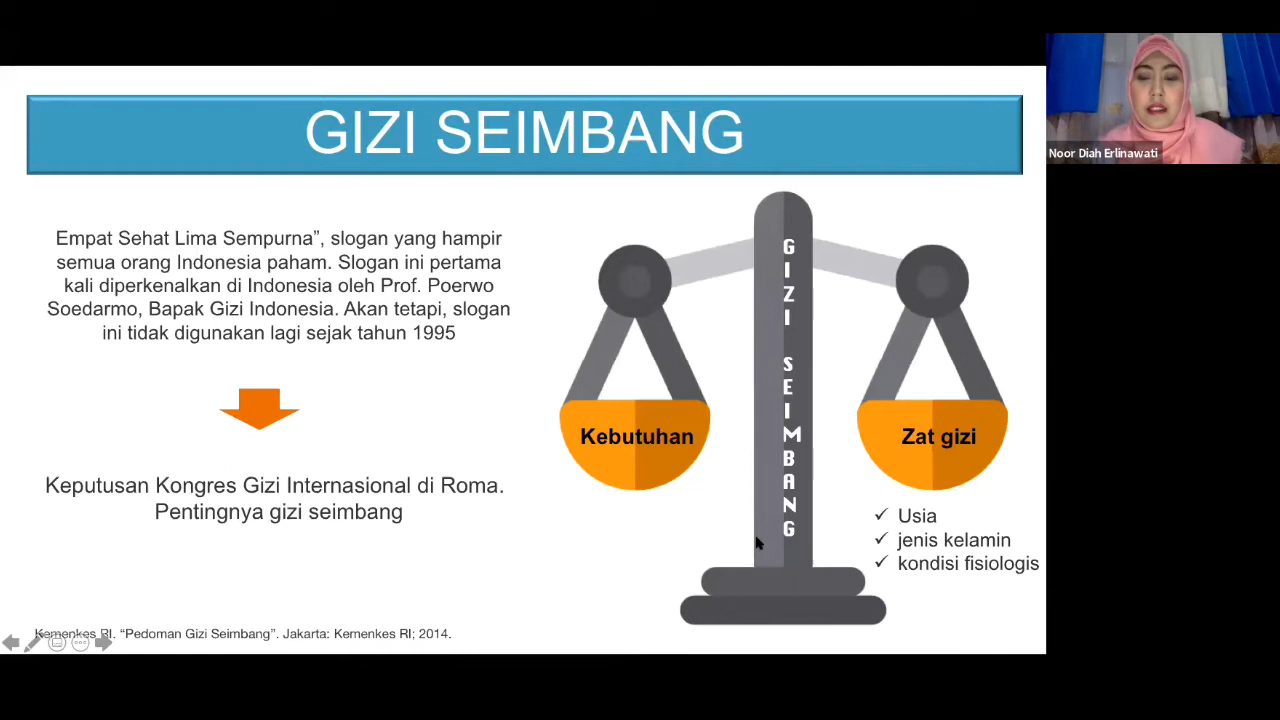 GIZI SEIMBANG
Noor Diah Erlinawati
Empat Sehat Lima Sempurna”, slogan yang hampir
semua orang Indonesia paham. Slogan ini pertama
kali diperkenalkan di Indonesia oleh Prof. Poerwo
Soedarmo, Bapak Gizi Indonesia. Akan tetapi, slogan
ini tidak digunakan lagi sejak tahun 1995
Keputusan Kongres Gizi Internasional di Roma.
Pentingnya gizi seimbang
GIZI SEIMBANG
Kebutuhan
Zat gizi
✓ Usia
✓ jenis kelamin
✓ kondisi fisiologis
Kemenkes RI. “Pedoman Gizi Seimbang”. Jakarta: Kemenkes RI; 2014.